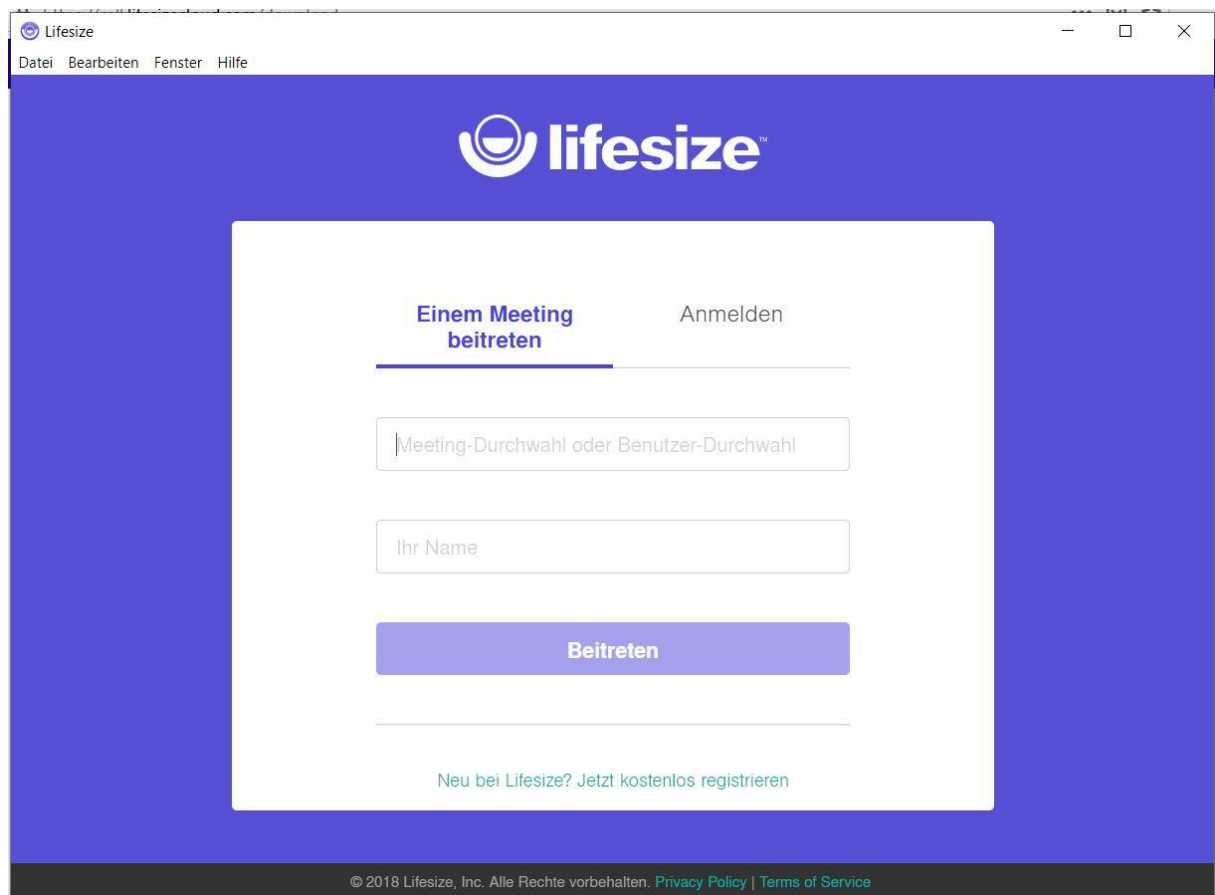 Lifesize
Datei Bearbeiten Fenster Hilfe
lifesize™
Einem Meeting
beitreten
Anmelden
Meeting-Durchwahl oder Benutzer-Durchwahl
Ihr Name
Beitreten
Neu bei Lifesize? Jetzt kostenlos registrieren
© 2018 Lifesize, Inc. Alle Rechte vorbehalten. Privacy Policy | Terms of Service